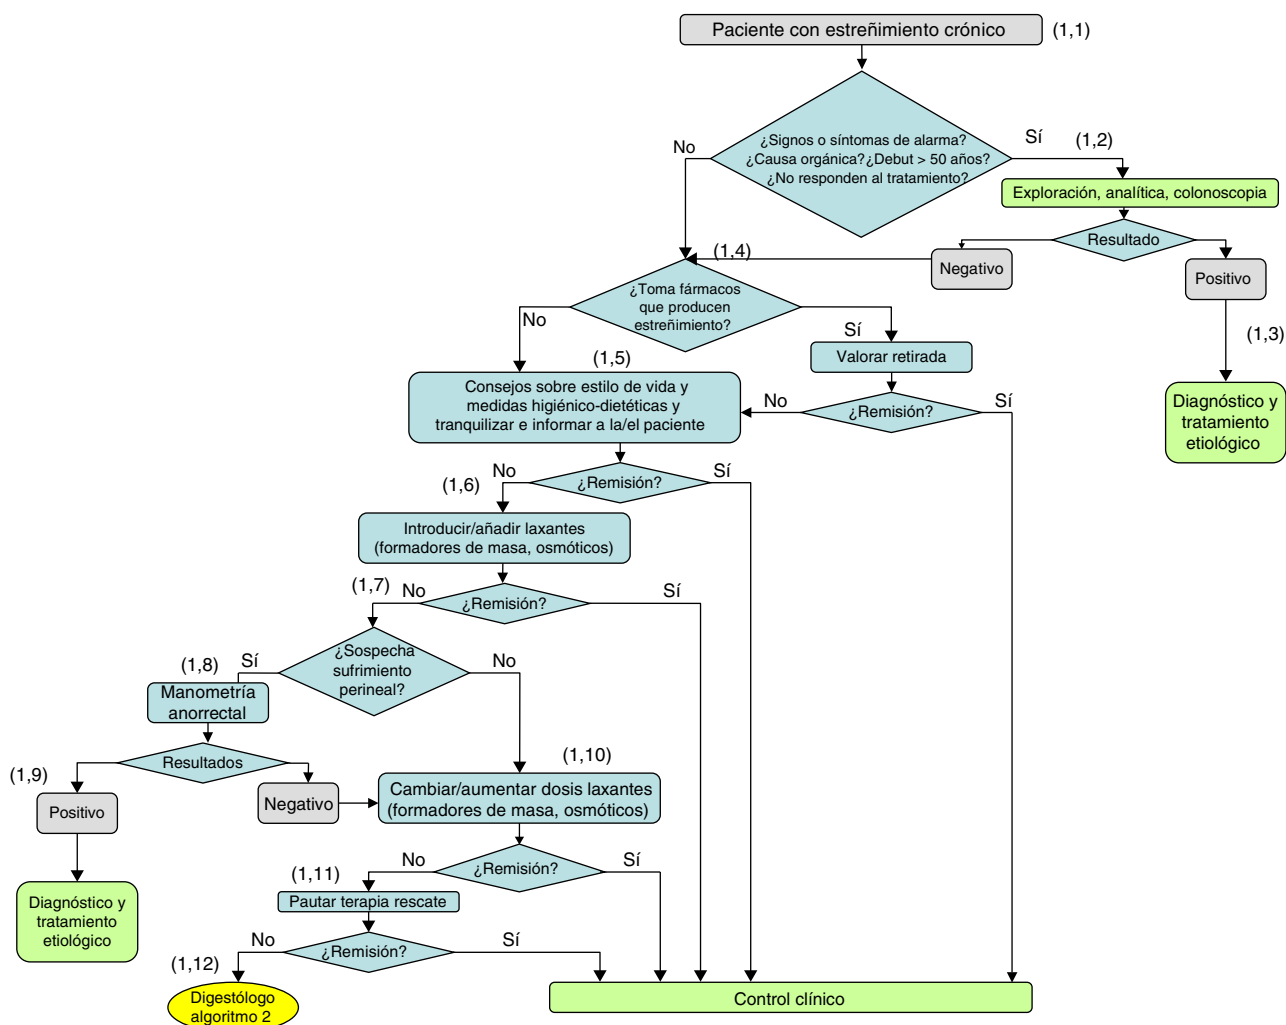 Paciente con estreñimiento crónico
(1,1)
¿Signos o síntomas de alarma?
¿Causa orgánica?¿Debut > 50 años?
¿No responden al tratamiento?
No
Sí
(1,2)
Exploración, analítica, colonoscopia
Resultado
Negativo
Positivo
(1,3)
Diagnóstico y
tratamiento
etiológico
(1,4)
¿Toma fármacos
que producen
estreñimiento?
No
Sí
Valorar retirada
¿Remisión?
No
Sí
(1,5)
Consejos sobre estilo de vida y
medidas higiénico-dietéticas y
tranquilizar e informar a la/el paciente
¿Remisión?
No
Sí
(1,6)
Introducir/añadir laxantes
(formadores de masa, osmóticos)
¿Remisión?
No
Sí
(1,7)
¿Sospecha
sufrimiento
perineal?
Sí
No
(1,8)
Manometría
anorrectal
Resultados
(1,9)
Positivo
Negativo
Diagnóstico y
tratamiento
etiológico
(1,10)
Cambiar/aumentar dosis laxantes
(formadores de masa, osmóticos)
¿Remisión?
No
Sí
(1,11)
Pautar terapia rescate
¿Remisión?
No
Sí
(1,12)
Digestólogo
algoritmo 2
Control clínico